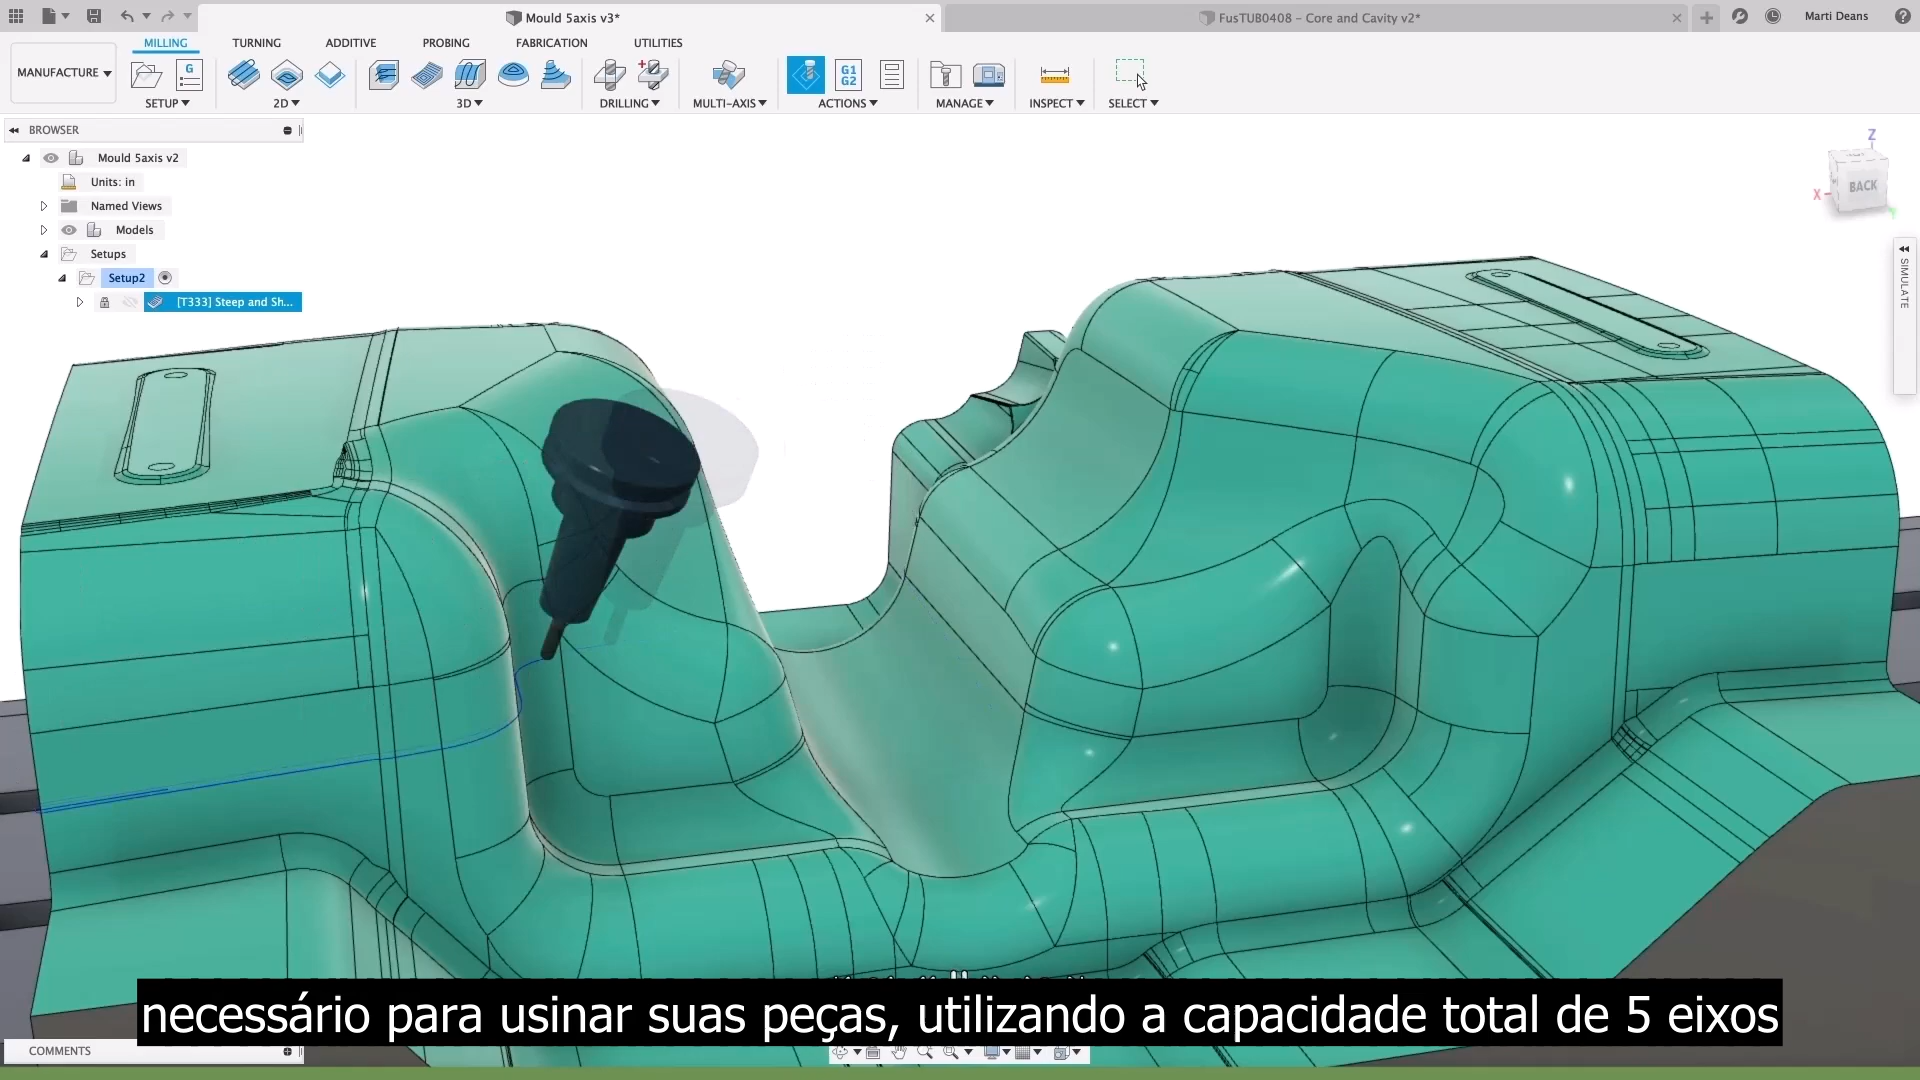 Mould 5axis v3*
FusTUB0408 – Core and Cavity v2*
Marti Deans
MILLING
TURNING
ADDITIVE
PROBING
FABRICATION
UTILITIES
MANUFACTURE
G
G1
G2
SETUP
2D
3D
DRILLING
MULTI-AXIS
ACTIONS
MANAGE
INSPECT
SELECT
BROWSER
Mould 5axis v2
Units: in
Named Views
Models
Setups
Setup2
[T333] Steep and Sh...
Z
X
BACK
SIMULATE
necessário para usinar suas peças, utilizando a capacidade total de 5 eixos
COMMENTS